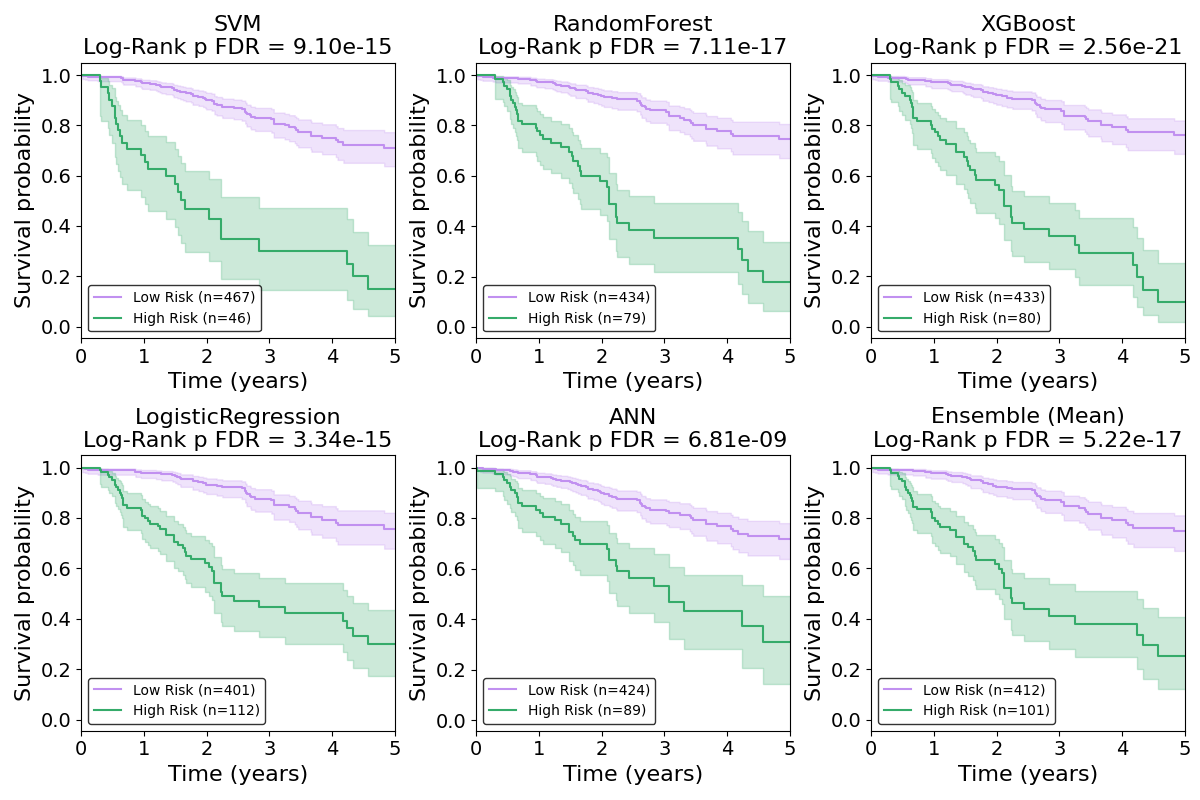 SVM
Log-Rank p FDR = 9.10e-15
Survival probability
1.0
0.8
0.6
0.4
0.2
0.0
Low Risk (n=467)
High Risk (n=46)
0 1 2 3 4 5
Time (years)
RandomForest
Log-Rank p FDR = 7.11e-17
Survival probability
1.0
0.8
0.6
0.4
0.2
0.0
Low Risk (n=434)
High Risk (n=79)
0 1 2 3 4 5
Time (years)
XGBoost
Log-Rank p FDR = 2.56e-21
Survival probability
1.0
0.8
0.6
0.4
0.2
0.0
Low Risk (n=433)
High Risk (n=80)
0 1 2 3 4 5
Time (years)
LogisticRegression
Log-Rank p FDR = 3.34e-15
Survival probability
1.0
0.8
0.6
0.4
0.2
0.0
Low Risk (n=401)
High Risk (n=112)
0 1 2 3 4 5
Time (years)
ANN
Log-Rank p FDR = 6.81e-09
Survival probability
1.0
0.8
0.6
0.4
0.2
0.0
Low Risk (n=424)
High Risk (n=89)
0 1 2 3 4 5
Time (years)
Ensemble (Mean)
Log-Rank p FDR = 5.22e-17
Survival probability
1.0
0.8
0.6
0.4
0.2
0.0
Low Risk (n=412)
High Risk (n=101)
0 1 2 3 4 5
Time (years)